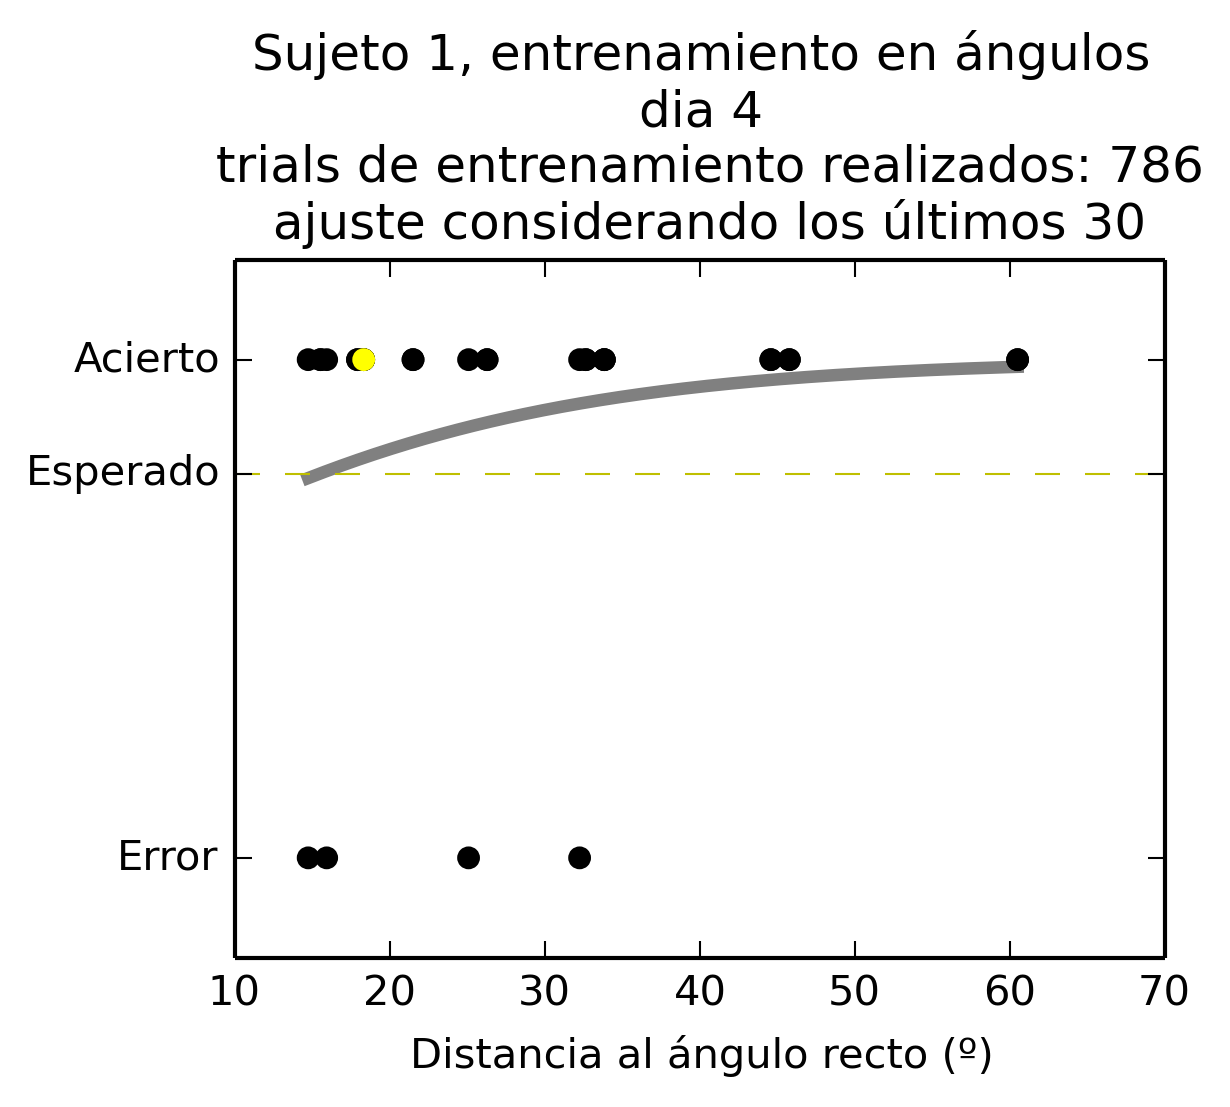 Sujeto 1, entrenamiento en ángulos
dia 4
trials de entrenamiento realizados: 786
ajuste considerando los últimos 30
Acierto
Esperado
Error
10 20 30 40 50 60 70
Distancia al ángulo recto (º)